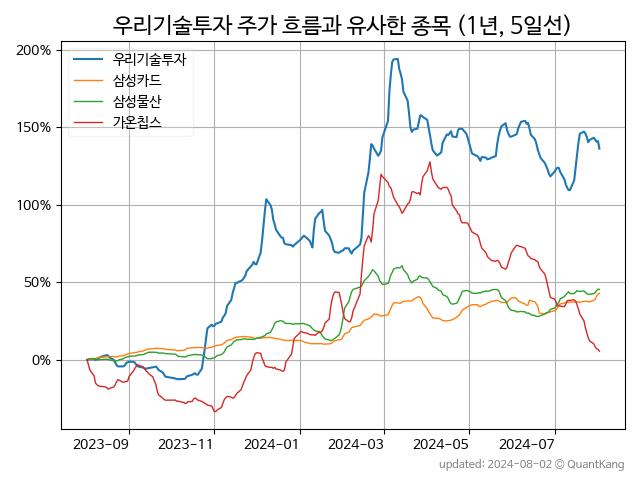 우리기술투자 주가 흐름과 유사한 종목 (1년, 5일선)
200%
150%
100%
50%
0%
우리기술투자
삼성카드
삼성물산
가온칩스
2023-09 2023-11 2024-01 2024-03 2024-05 2024-07
updated: 2024-08-02 © QuantKang